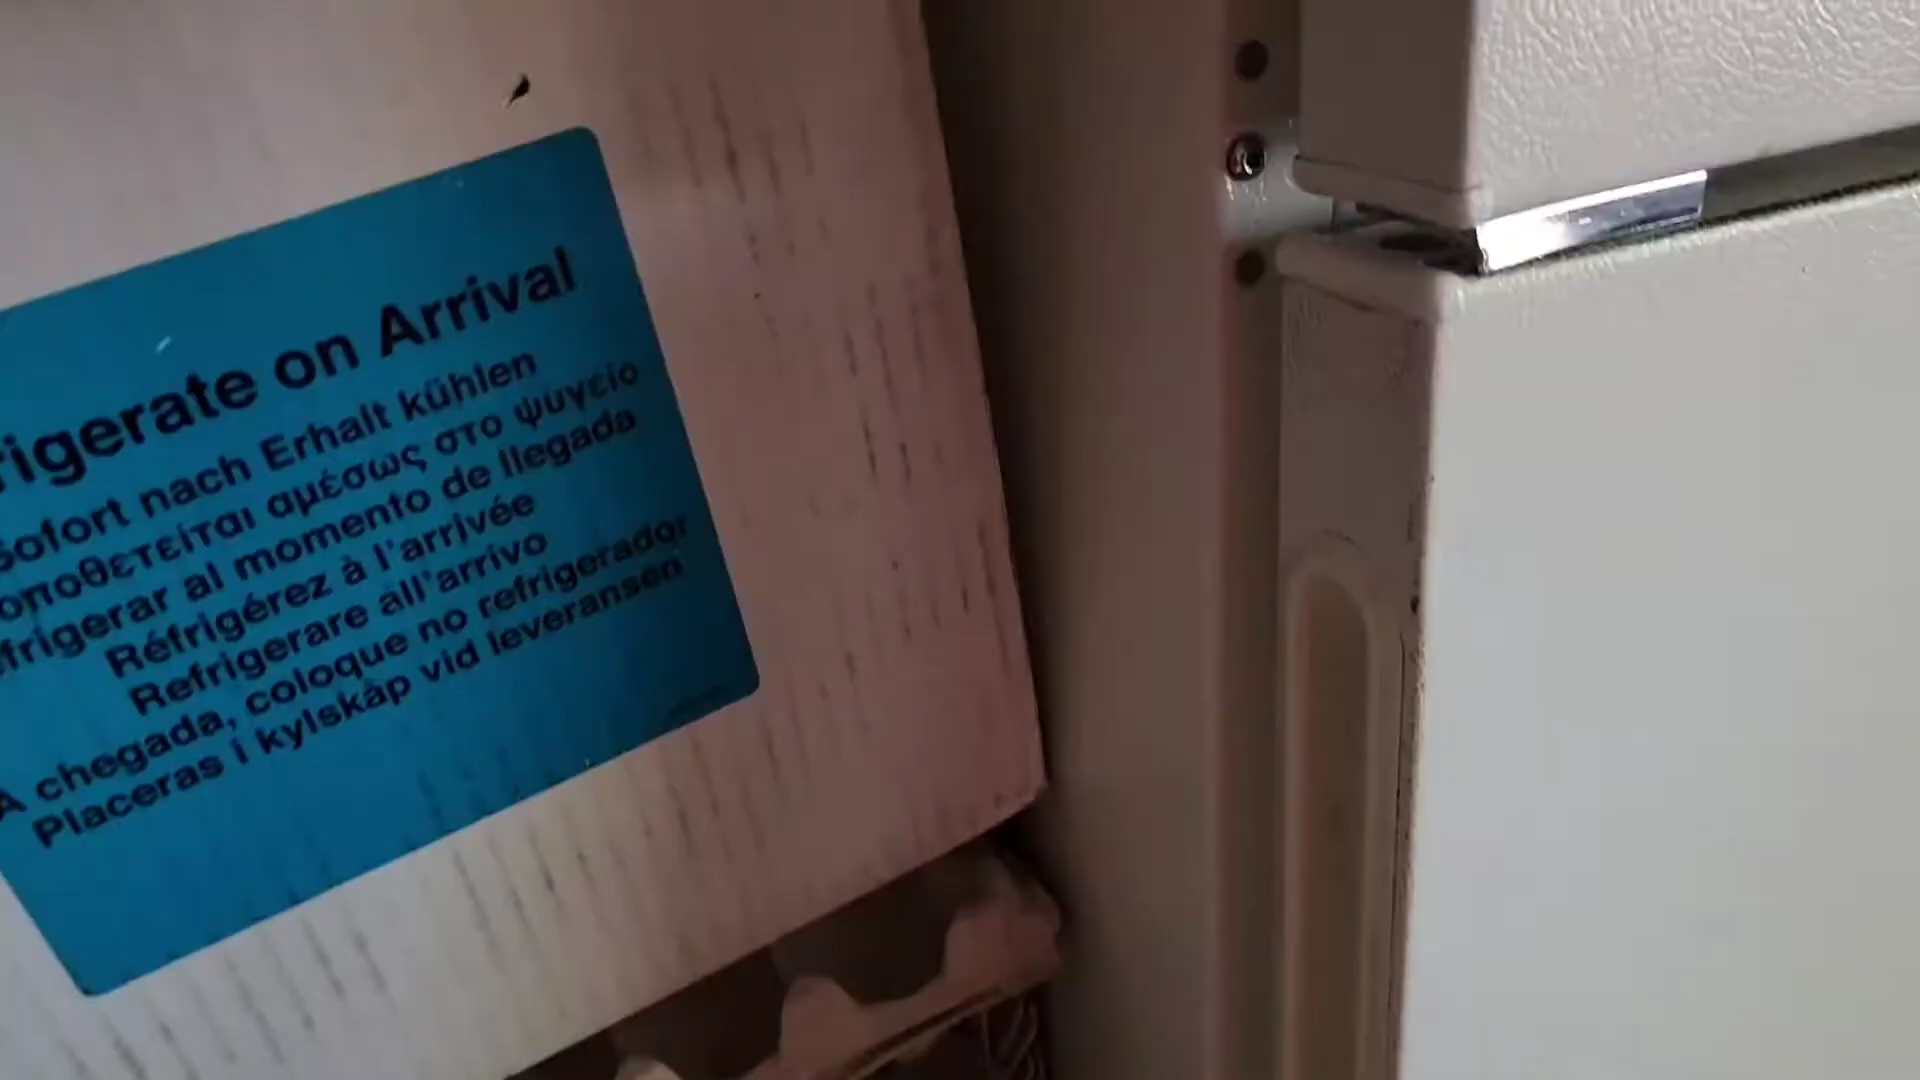 rigerate on Arrival
Sofort nach Erhalt kühlen
οποθετείται αμέσως στο ψυγείο
frigerar al momento de llegada
Réfrigérez à l'arrivée
Refrigerare all'arrivo
A chegada, coloque no refrigerador
Placeras i kylskåp vid leveransen